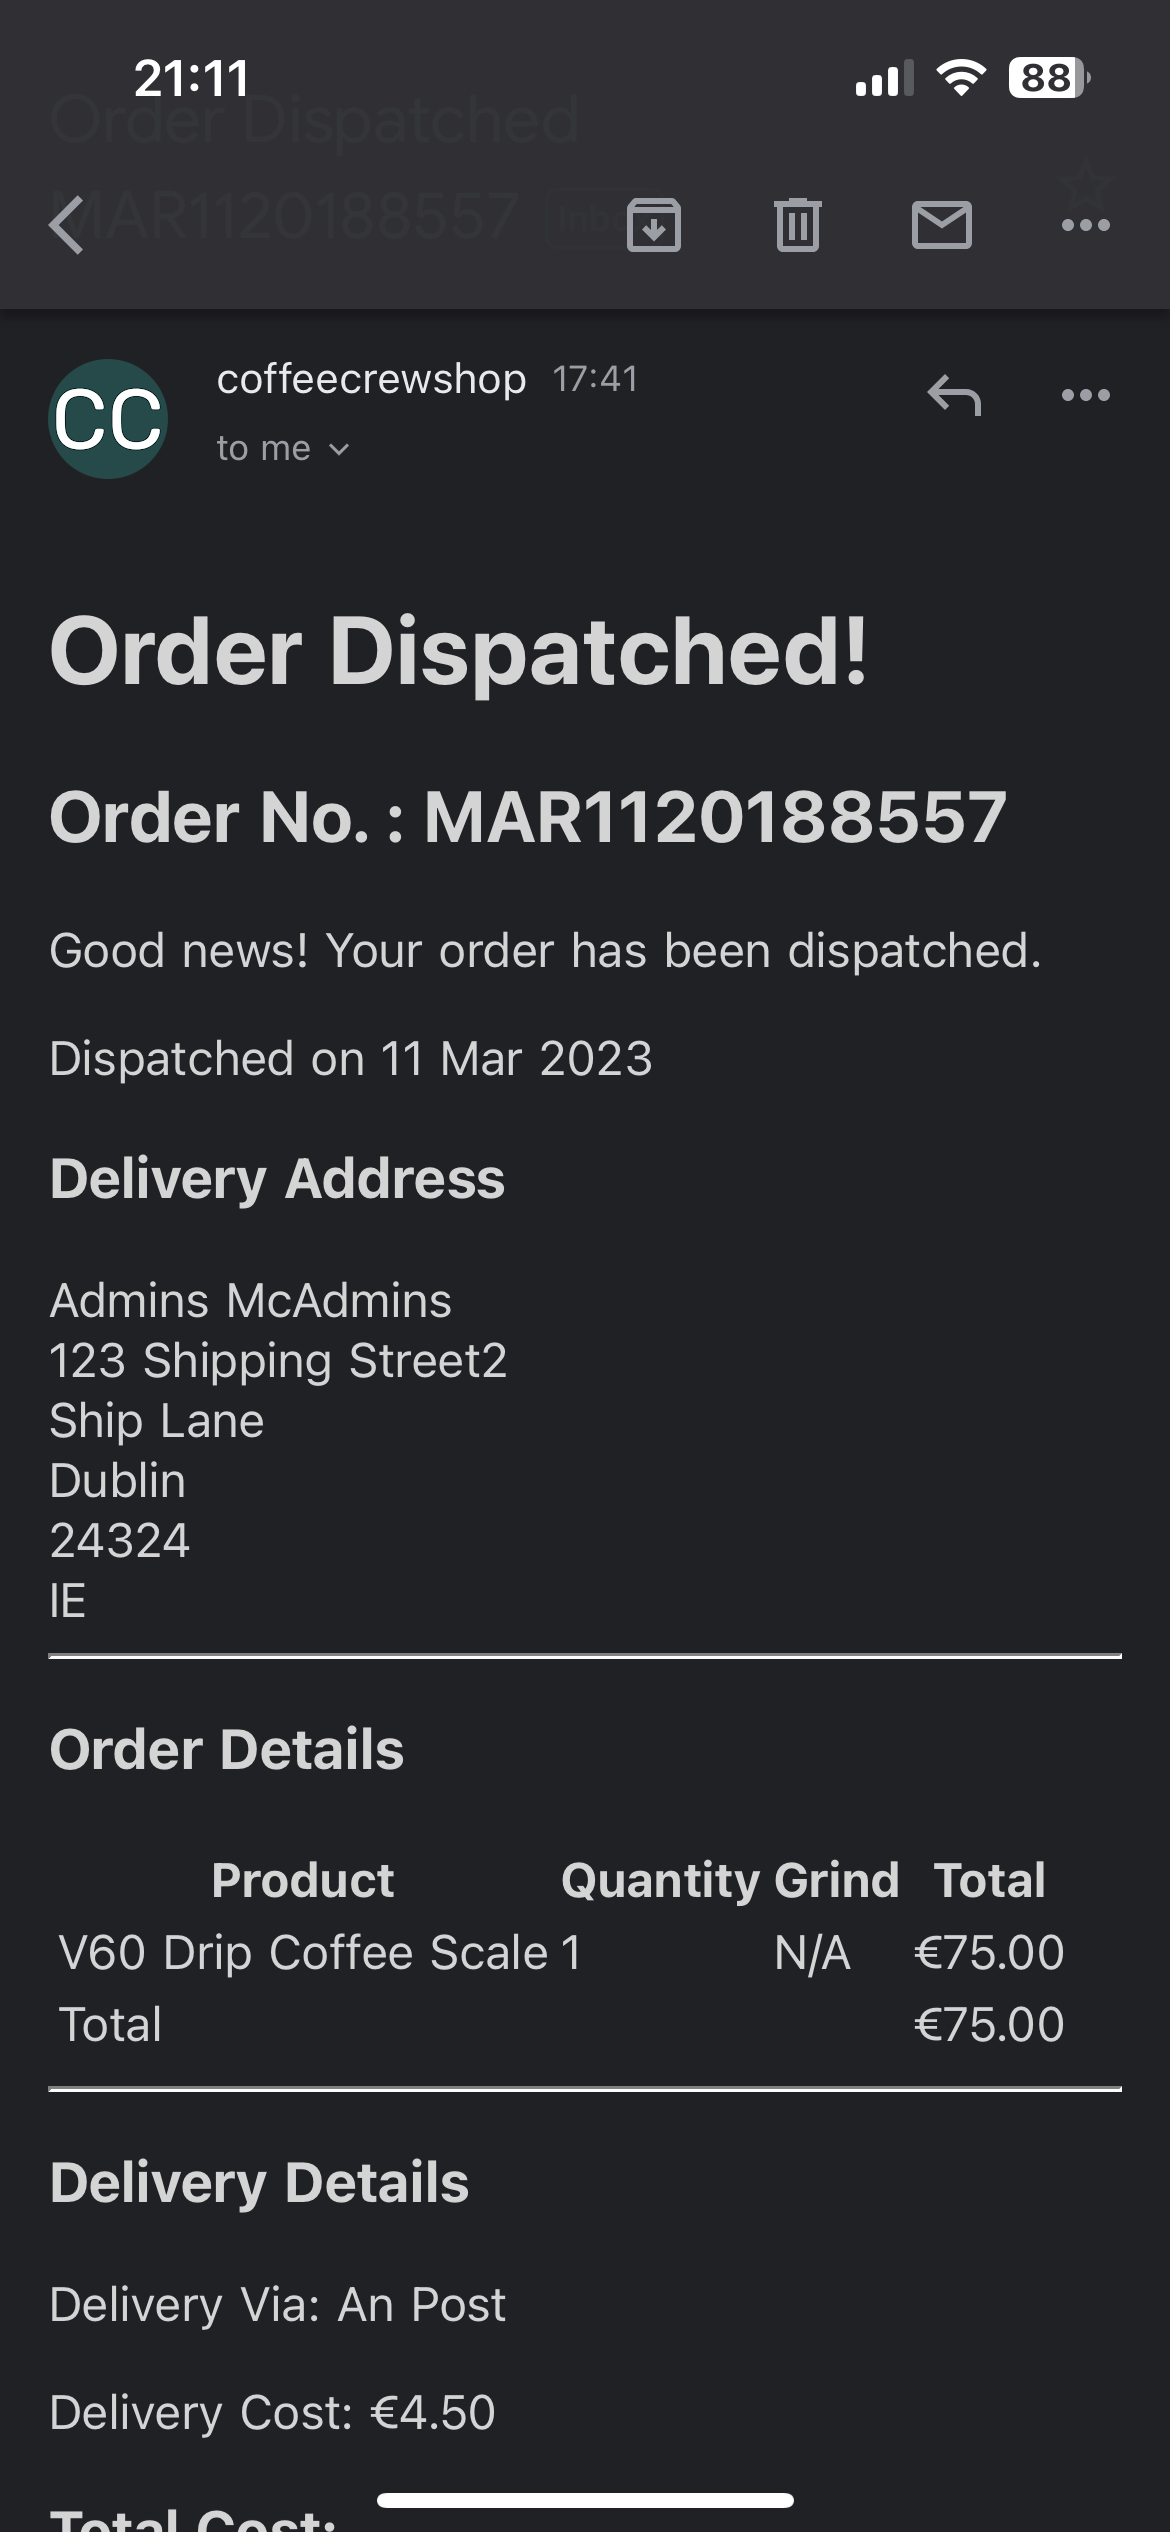 21:11
88
Order Dispatched
MAR1120188557 Inbo
coffeecrewshop 17:41
CC
to me
Order Dispatched!
Order No. : MAR1120188557
Good news! Your order has been dispatched.
Dispatched on 11 Mar 2023
Delivery Address
Admins McAdmins
123 Shipping Street2
Ship Lane
Dublin
24324
IE
Order Details
Product Quantity Grind Total
V60 Drip Coffee Scale 1 N/A €75.00
Total €75.00
Delivery Details
Delivery Via: An Post
Delivery Cost: €4.50
Total Cost: